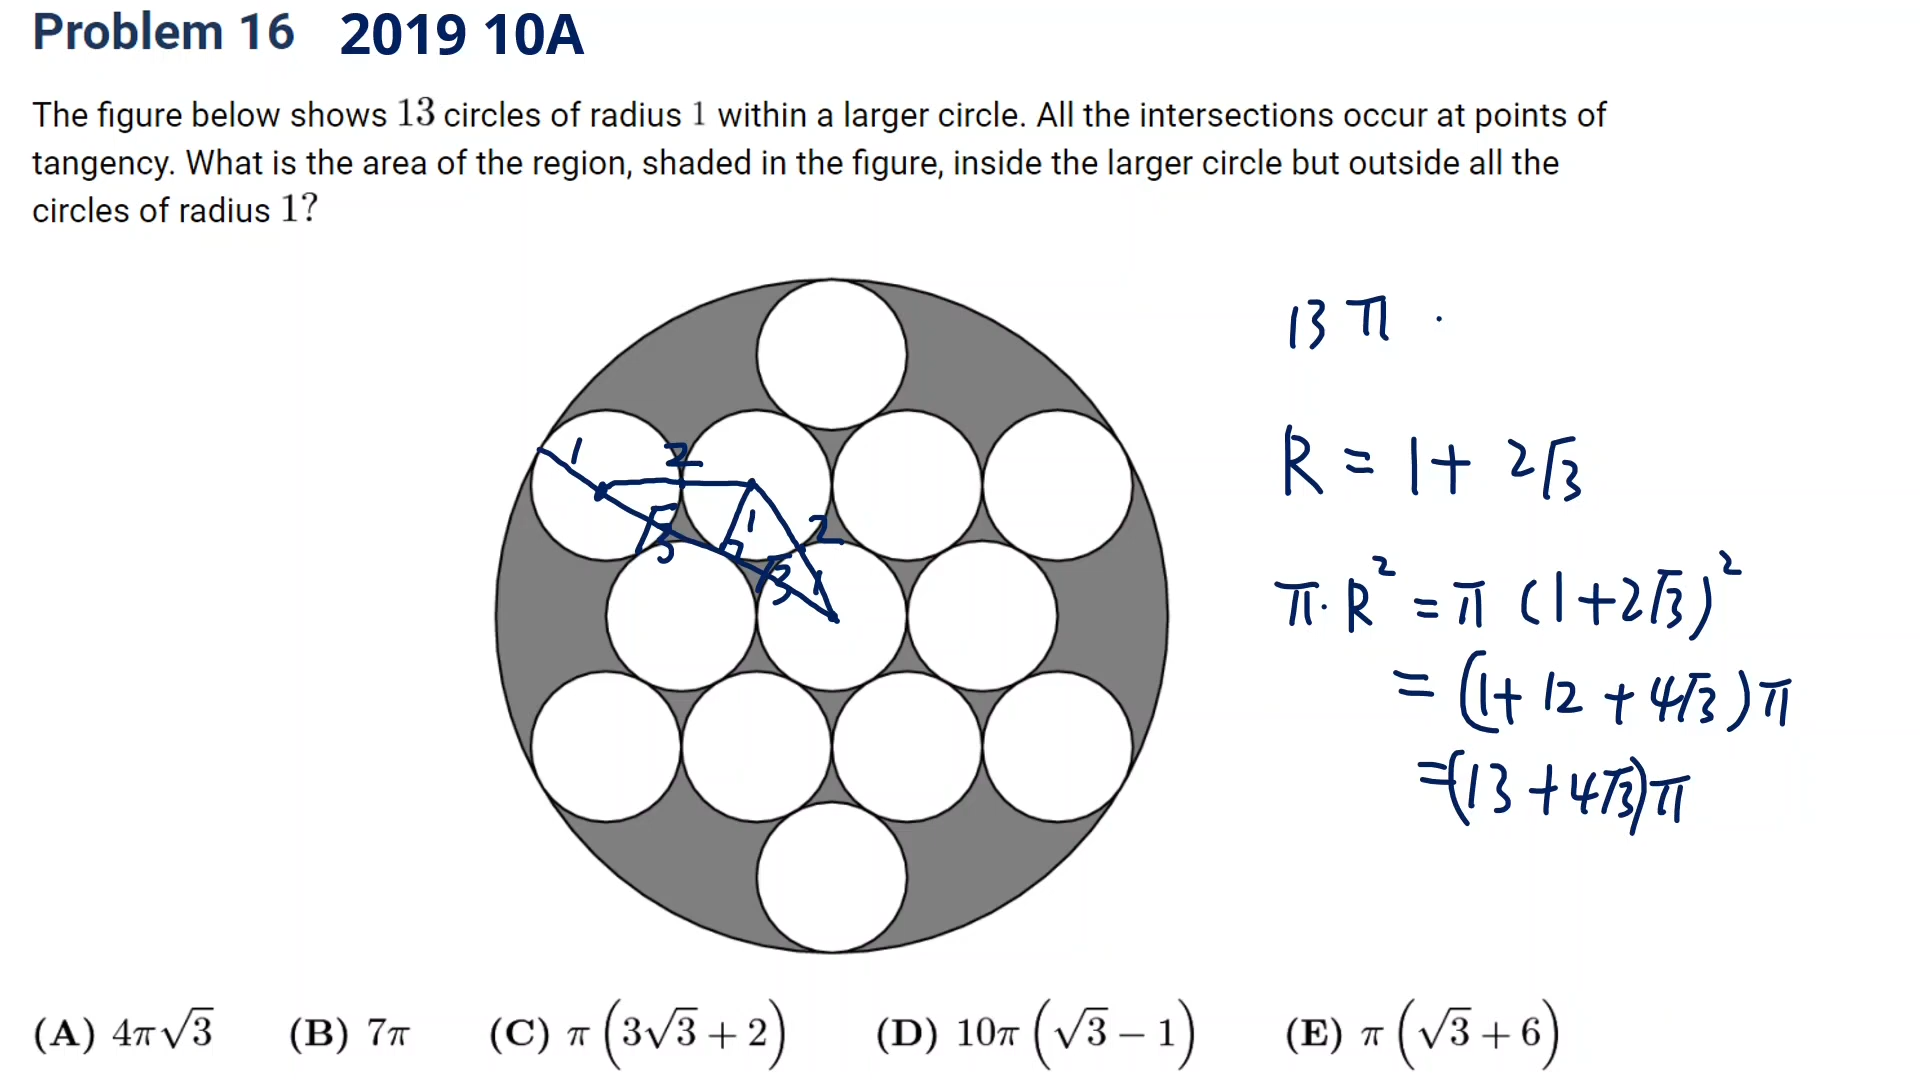 Problem 16 2019 10A
The figure below shows 13 circles of radius 1 within a larger circle. All the intersections occur at points of
tangency. What is the area of the region, shaded in the figure, inside the larger circle but outside all the
circles of radius 1?
13 π ·
R = 1 + 2√3
π · R² = π (1+2√3)²
= (1+ 12 + 4√3) π
=(13 +4√3)π
1
2
√3
1
2
√3
1
(A) 4π√3 (B) 7π (C) π(3√3 + 2) (D) 10π(√3 − 1) (E) π(√3 + 6)